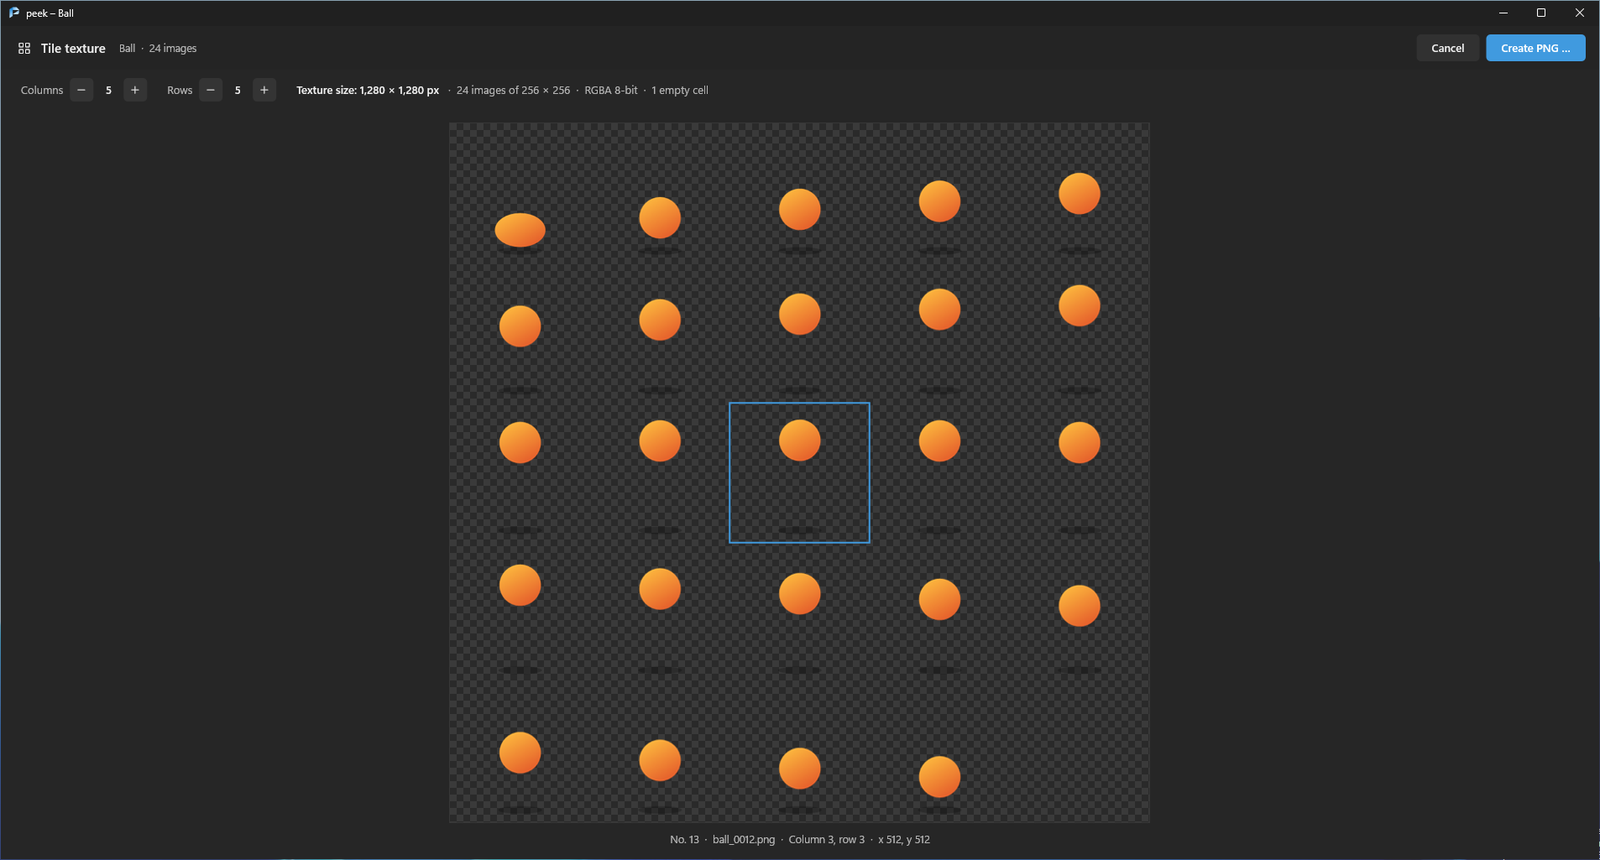 peek – Ball
Tile texture Ball · 24 images Cancel Create PNG ...
Columns − 5 + Rows − 5 + Texture size: 1,280 × 1,280 px · 24 images of 256 × 256 · RGBA 8-bit · 1 empty cell
No. 13 · ball_0012.png · Column 3, row 3 · x 512, y 512